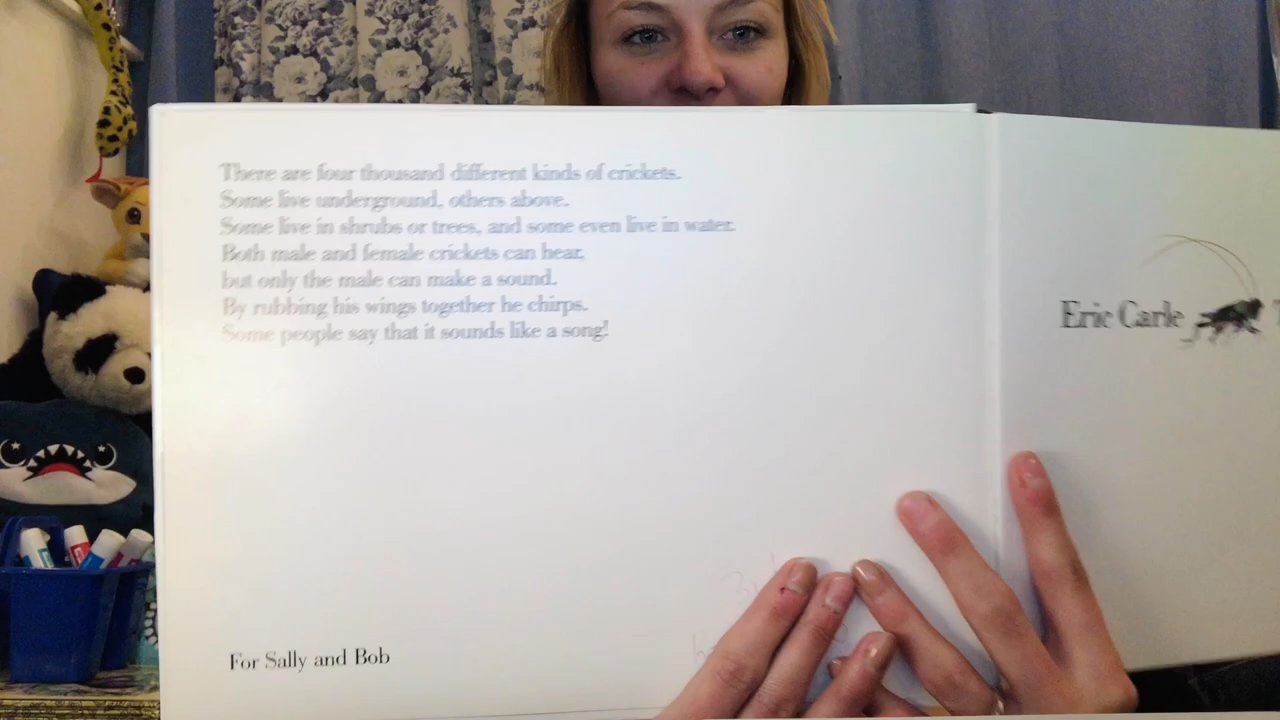 There are four thousand different kinds of crickets.
Some live underground, others above.
Some live in shrubs or trees, and some even live in water.
Both male and female crickets can hear,
but only the male can make a sound.
By rubbing his wings together he chirps.
Some people say that it sounds like a song!
For Sally and Bob
Eric Carle